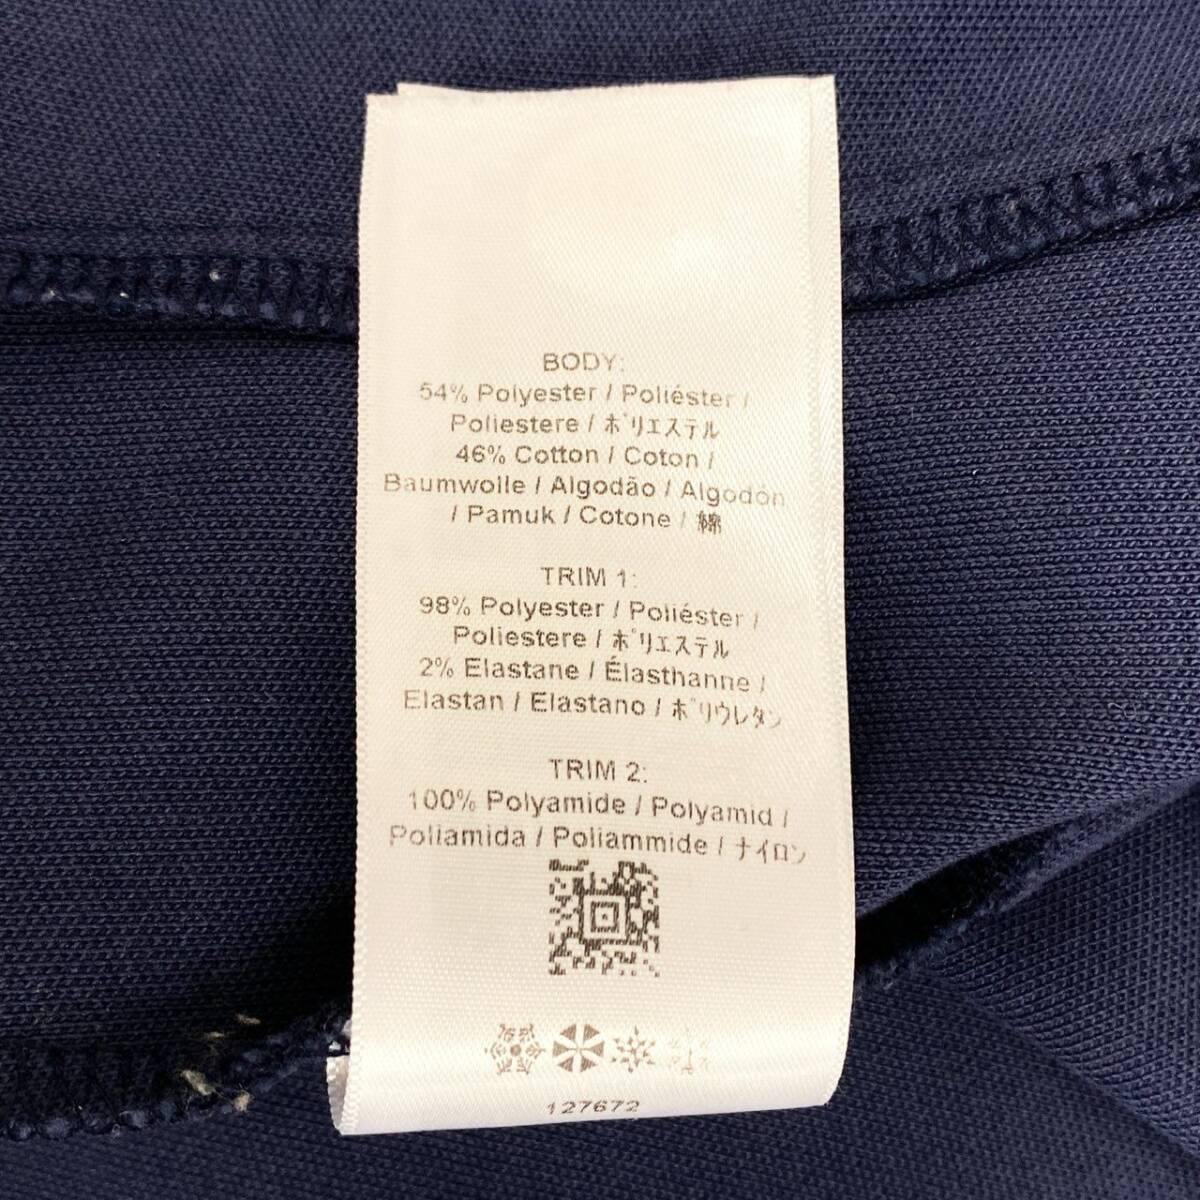 BODY:
54% Polyester / Poliéster /
Poliestere / ポリエステル
46% Cotton / Coton /
Baumwolle / Algodão / Algodón
/ Pamuk / Cotone / 綿
TRIM 1:
98% Polyester / Poliéster /
Poliestere / ポリエステル
2% Elastane / Élasthanne /
Elastan / Elastano / ポリウレタン
TRIM 2:
100% Polyamide / Polyamid /
Poliamida / Poliammide / ナイロン
127672